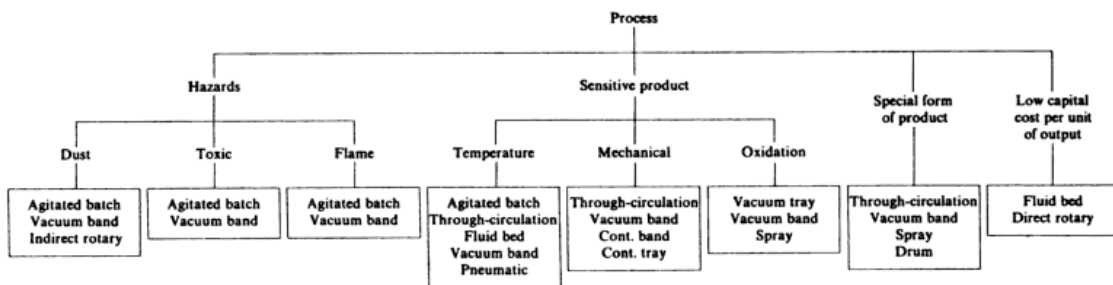 Process
Hazards
Sensitive product
Special form
of product
Low capital
cost per unit
of output
Dust
Toxic
Flame
Temperature
Mechanical
Oxidation
Agitated batch
Vacuum band
Indirect rotary
Agitated batch
Vacuum band
Agitated batch
Vacuum band
Agitated batch
Through-circulation
Fluid bed
Vacuum band
Pneumatic
Through-circulation
Vacuum band
Cont. band
Cont. tray
Vacuum tray
Vacuum band
Spray
Through-circulation
Vacuum band
Spray
Drum
Fluid bed
Direct rotary